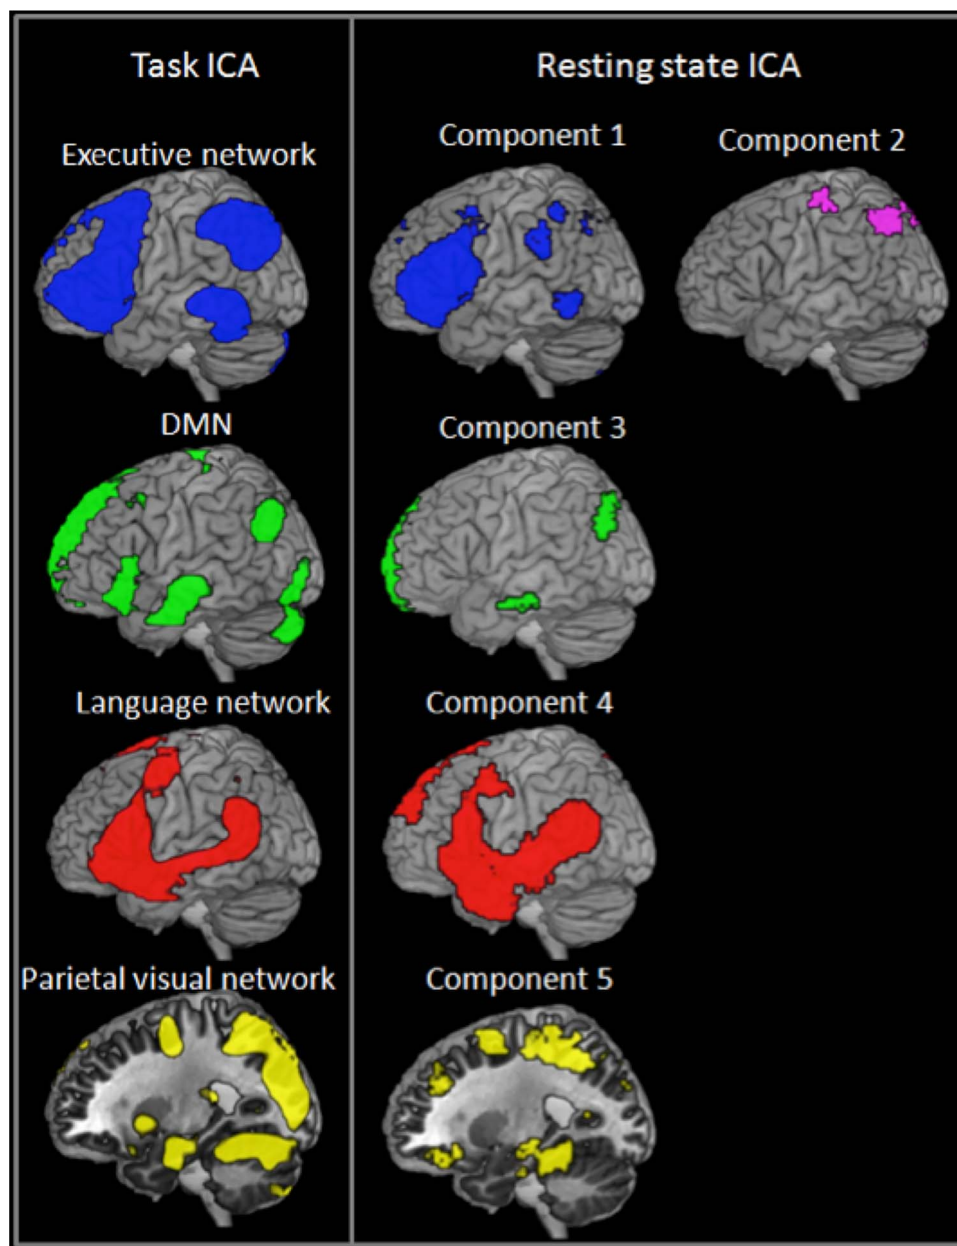 Task ICA
Resting state ICA
Executive network
Component 1
Component 2
DMN
Component 3
Language network
Component 4
Parietal visual network
Component 5